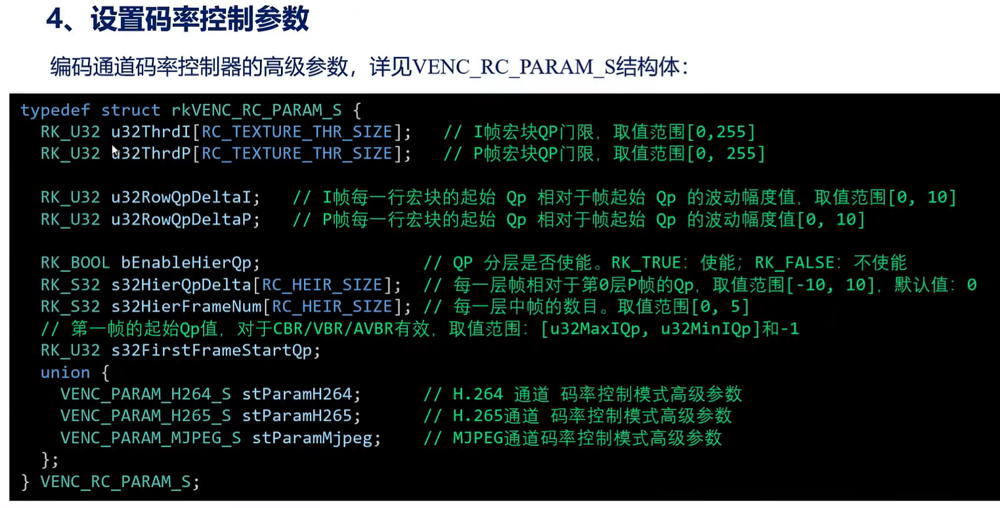 4、设置码率控制参数
编码通道码率控制器的高级参数，详见VENC_RC_PARAM_S结构体：
typedef struct rkVENC_RC_PARAM_S {
RK_U32 u32ThrdI[RC_TEXTURE_THR_SIZE]; // I帧宏块QP门限，取值范围[0,255]
RK_U32 u32ThrdP[RC_TEXTURE_THR_SIZE]; // P帧宏块QP门限，取值范围[0, 255]
RK_U32 u32RowQpDeltaI; // I帧每一行宏块的起始 Qp 相对于帧起始 Qp 的波动幅度值，取值范围[0, 10]
RK_U32 u32RowQpDeltaP; // P帧每一行宏块的起始 Qp 相对于帧起始 Qp 的波动幅度值[0, 10]
RK_BOOL bEnableHierQp; // QP 分层是否使能。RK_TRUE：使能；RK_FALSE：不使能
RK_S32 s32HierQpDelta[RC_HEIR_SIZE]; // 每一层帧相对于第0层P帧的Qp，取值范围[-10, 10]，默认值：0
RK_S32 s32HierFrameNum[RC_HEIR_SIZE]; // 每一层中帧的数目。取值范围[0, 5]
// 第一帧的起始Qp值，对于CBR/VBR/AVBR有效，取值范围：[u32MaxIQp, u32MinIQp]和-1
RK_U32 s32FirstFrameStartQp;
union {
VENC_PARAM_H264_S stParamH264; // H.264 通道 码率控制模式高级参数
VENC_PARAM_H265_S stParamH265; // H.265通道 码率控制模式高级参数
VENC_PARAM_MJPEG_S stParamMjpeg; // MJPEG通道码率控制模式高级参数
};
} VENC_RC_PARAM_S;